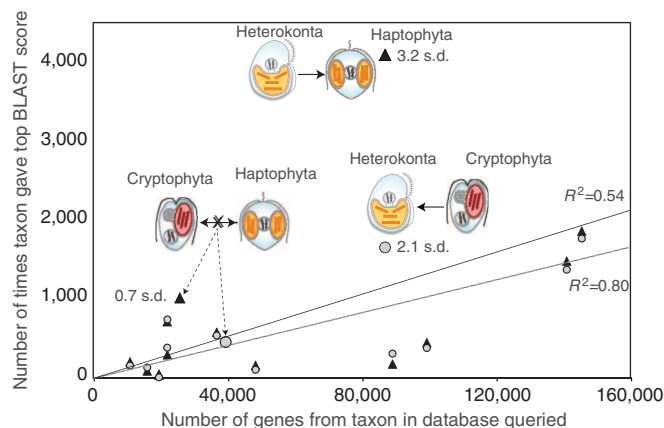 Number of times taxon gave top BLAST score
4,000
3,000
2,000
1,000
0
Heterokonta
Haptophyta
3.2 s.d.
Cryptophyta
Haptophyta
Heterokonta
Cryptophyta
2.1 s.d.
0.7 s.d.
R²=0.54
R²=0.80
0
40,000
80,000
120,000
160,000
Number of genes from taxon in database queried